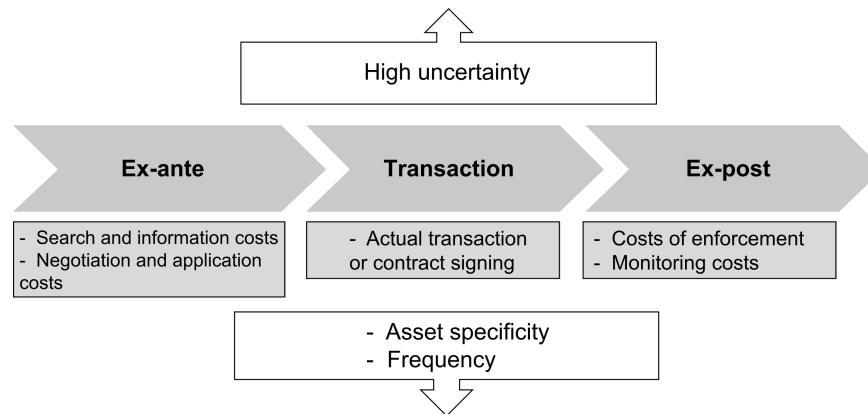 High uncertainty
Ex-ante
Transaction
Ex-post
- Search and information costs
- Negotiation and application
costs
- Actual transaction
or contract signing
- Costs of enforcement
- Monitoring costs
- Asset specificity
- Frequency